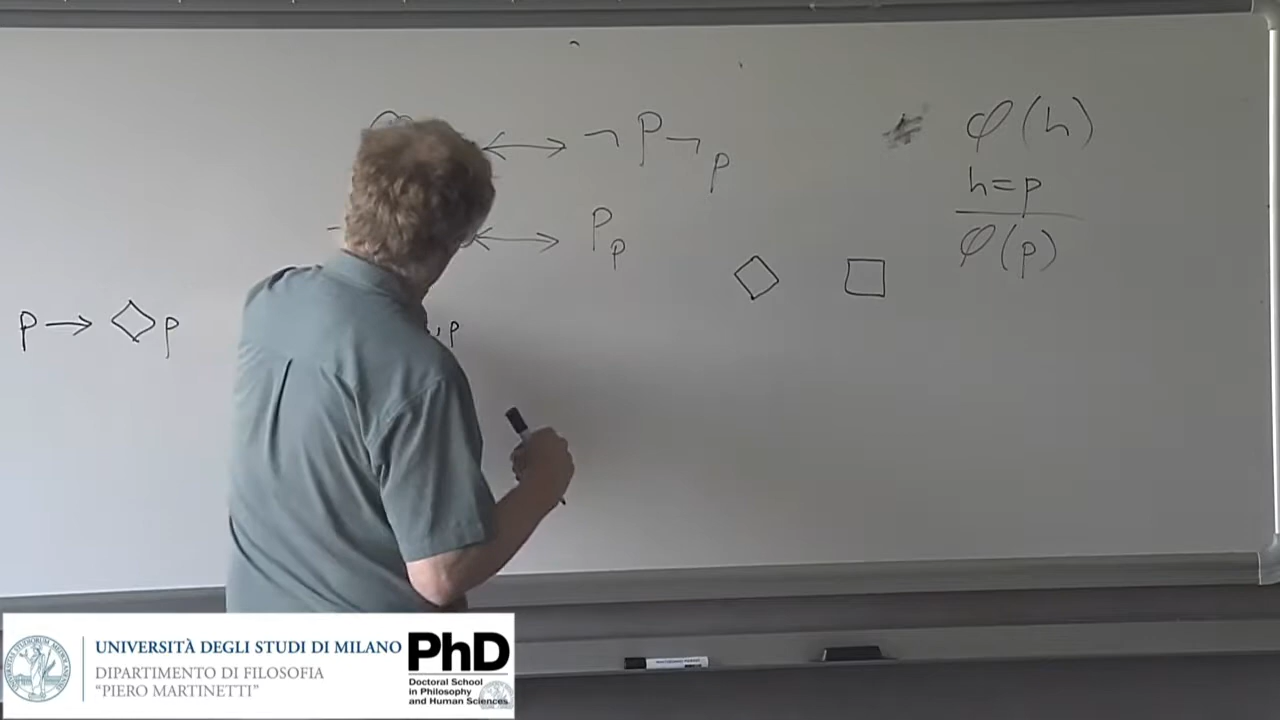 ↔ ¬P¬p
↔ Pp
p → ◇p
, p
◇ □
φ(h)
h=p
φ(p)
UNIVERSITÀ DEGLI STUDI DI MILANO
DIPARTIMENTO DI FILOSOFIA
"PIERO MARTINETTI"
PhD
Doctoral School
in Philosophy
and Human Sciences